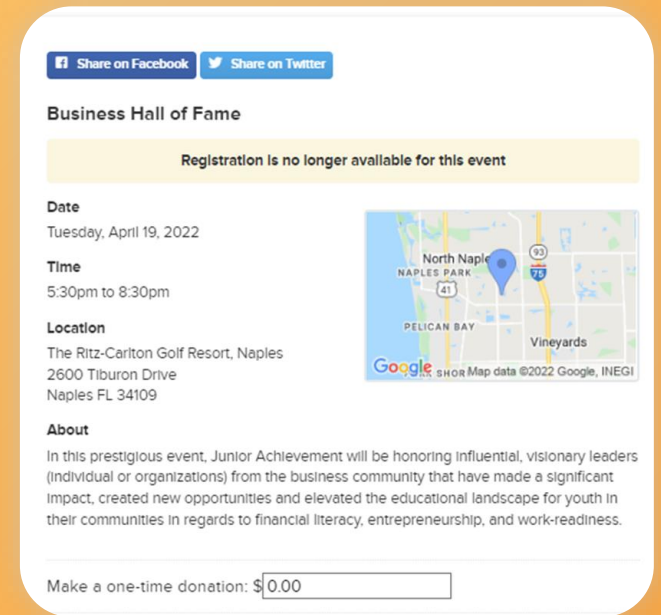 Share on Facebook
Share on Twitter
Business Hall of Fame
Registration is no longer available for this event
Date
Tuesday, April 19, 2022
Time
5:30pm to 8:30pm
Location
The Ritz-Carlton Golf Resort, Naples
2600 Tiburon Drive
Naples FL 34109
North Naple
NAPLES PARK
93
75
41
PELICAN BAY
Vineyards
Google
SHOR
Map data ©2022 Google, INEGI
About
In this prestigious event, Junior Achievement will be honoring influential, visionary leaders
(individual or organizations) from the business community that have made a significant
impact, created new opportunities and elevated the educational landscape for youth in
their communities in regards to financial literacy, entrepreneurship, and work-readiness.
Make a one-time donation: $ 0.00